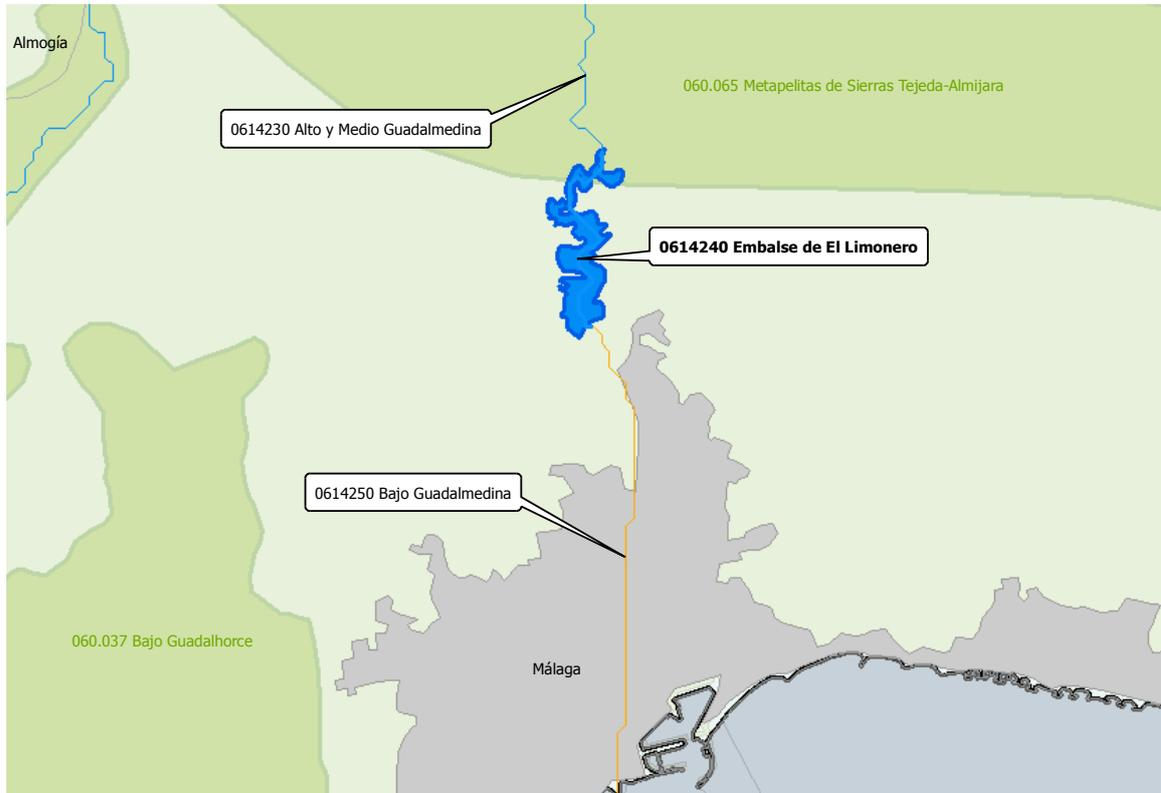 Almogía
060.065 Metapelitas de Sierras Tejeda-Almijara
0614230 Alto y Medio Guadalmedina
0614240 Embalse de El Limonero
0614250 Bajo Guadalmedina
060.037 Bajo Guadalhorce
Málaga